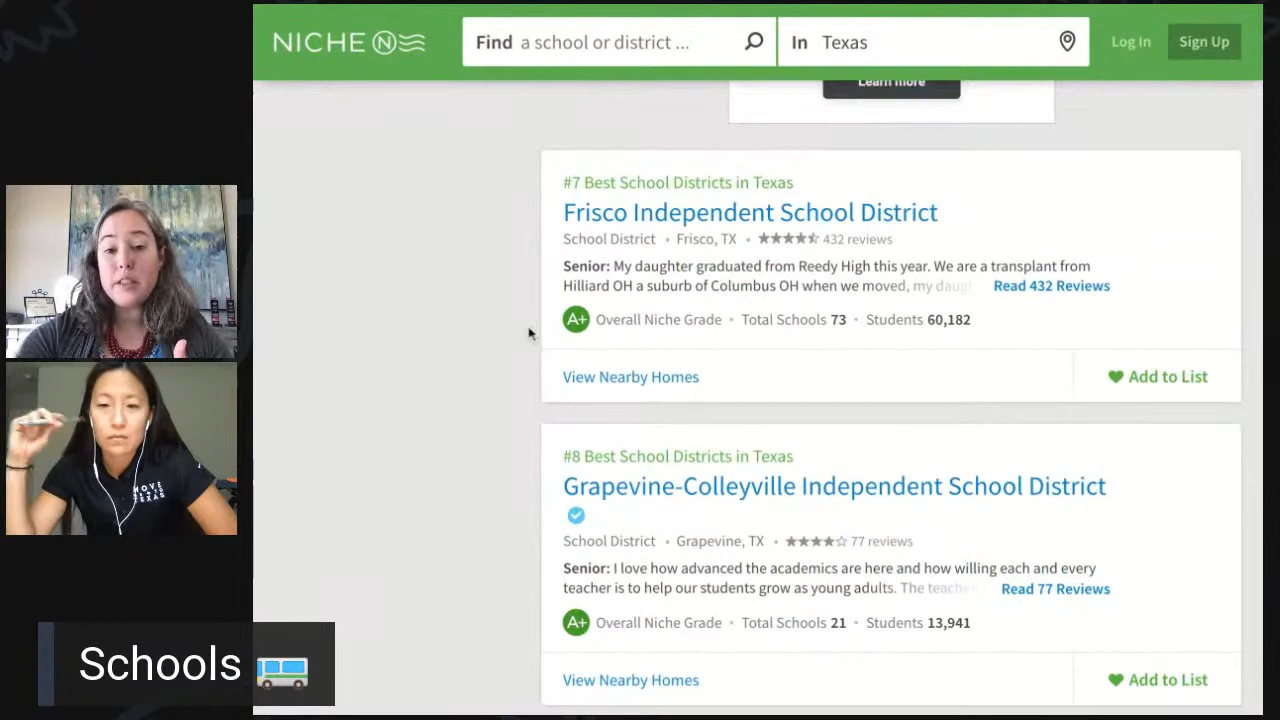 NICHE N
Find a school or district ...
In Texas
Log In
Sign Up
Learn more
#7 Best School Districts in Texas
Frisco Independent School District
School District • Frisco, TX • 432 reviews
Senior: My daughter graduated from Reedy High this year. We are a transplant from
Hilliard OH a suburb of Columbus OH when we moved, my daug Read 432 Reviews
A+ Overall Niche Grade • Total Schools 73 • Students 60,182
View Nearby Homes
Add to List
#8 Best School Districts in Texas
Grapevine-Colleyville Independent School District
School District • Grapevine, TX • 77 reviews
Senior: I love how advanced the academics are here and how willing each and every
teacher is to help our students grow as young adults. The teache Read 77 Reviews
A+ Overall Niche Grade • Total Schools 21 • Students 13,941
View Nearby Homes
Add to List
Schools